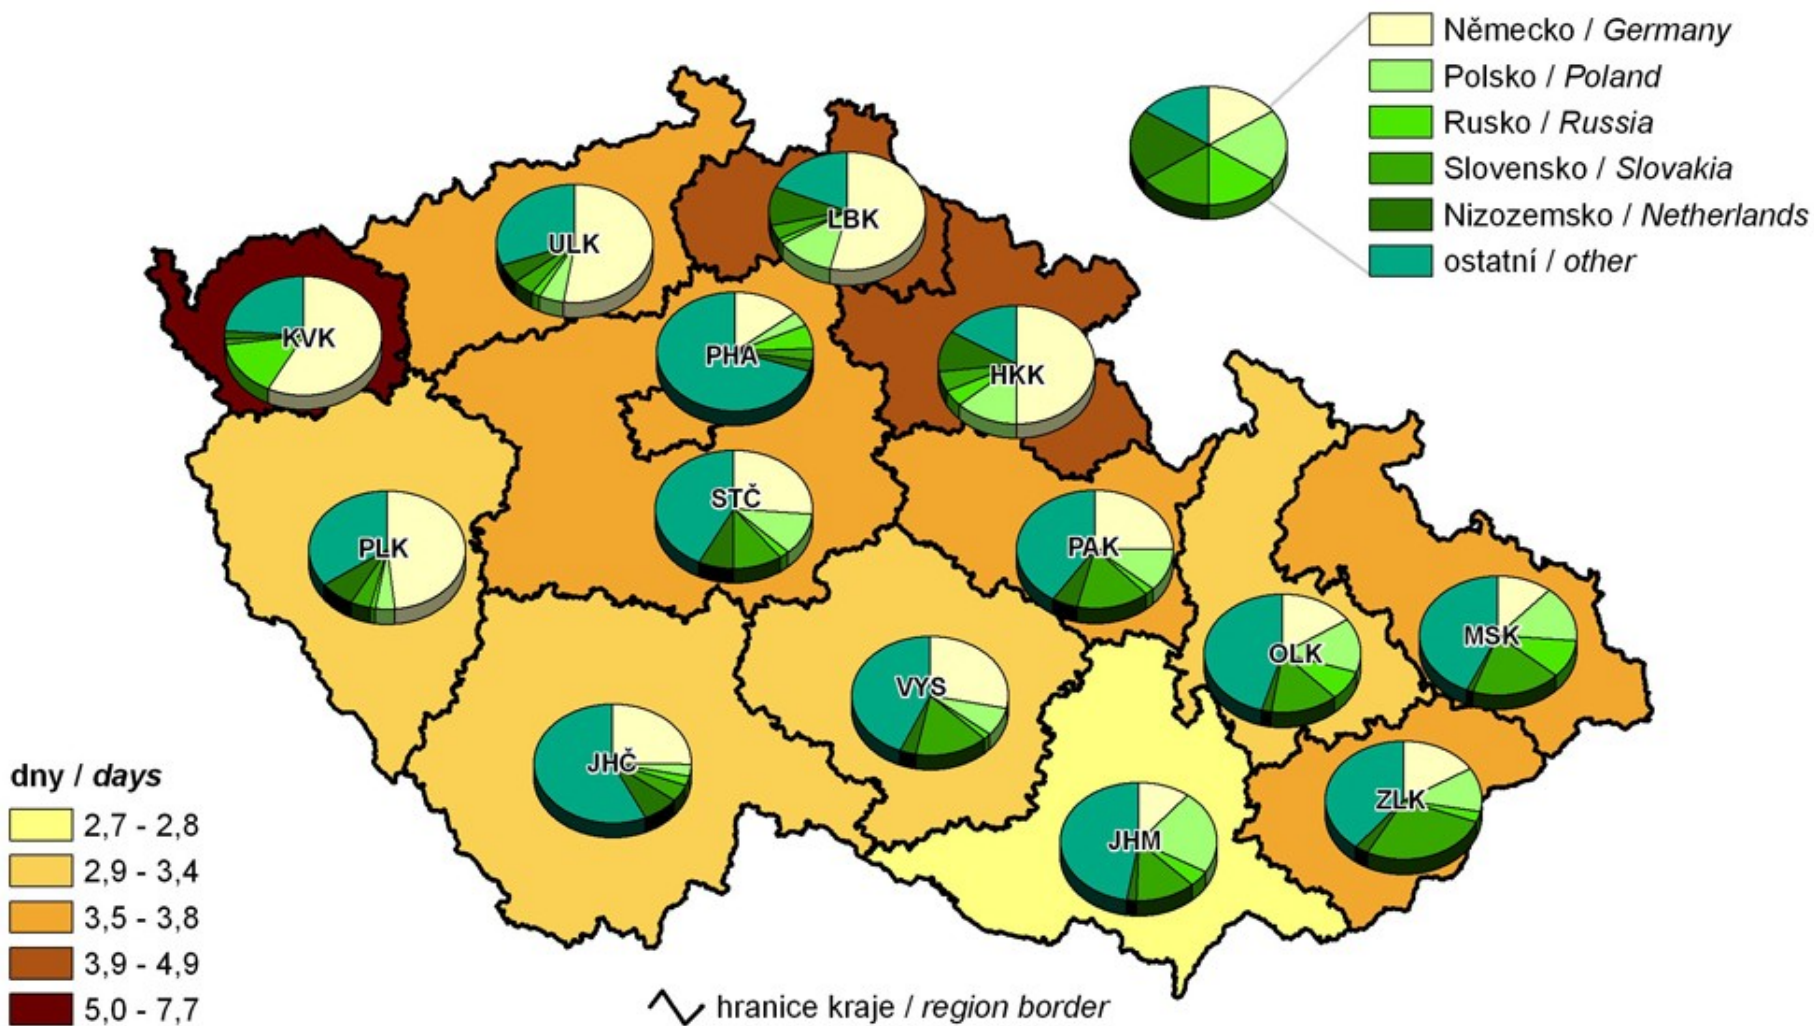 Německo / Germany
Polsko / Poland
Rusko / Russia
Slovensko / Slovakia
Nizozemsko / Netherlands
ostatní / other
LBK
ULK
KVK
PHA
HKK
STČ
PLK
PAK
MSK
OLK
VYS
JHČ
ZLK
JHM
dny / days
2,7 - 2,8
2,9 - 3,4
3,5 - 3,8
3,9 - 4,9
5,0 - 7,7
hranice kraje / region border